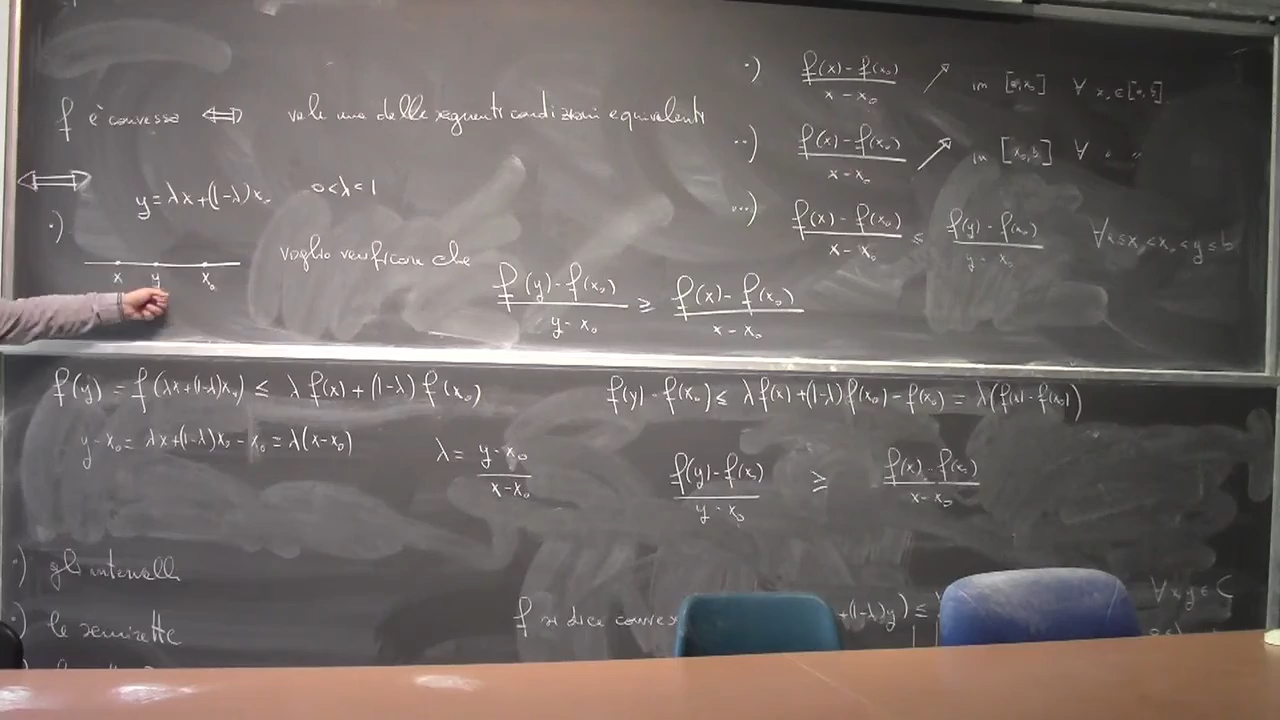 f è convessa ⟺ vale una delle seguenti condizioni equivalenti
·) (f(x) - f(x₀))/(x - x₀) ↗ in [a, x₀] ∀ x₀ ∈ [a, b]
··) (f(x) - f(x₀))/(x - x₀) ↗ in [x₀, b] ∀ " "
···) (f(x) - f(x₀))/(x - x₀) ≤ (f(y) - f(x₀))/(y - x₀) ∀ a ≤ x < x₀ < y ≤ b
⟺
·) y = λx + (1-λ)x₀ 0 < λ < 1
x y x₀
voglio verificare che (f(y) - f(x₀))/(y - x₀) ≥ (f(x) - f(x₀))/(x - x₀)
f(y) = f(λx + (1-λ)x₀) ≤ λ f(x) + (1-λ) f(x₀)
f(y) - f(x₀) ≤ λ f(x) + (1-λ) f(x₀) - f(x₀) = λ(f(x) - f(x₀))
y - x₀ = λx + (1-λ)x₀ - x₀ = λ(x - x₀)
λ = (y - x₀)/(x - x₀)
(f(y) - f(x₀))/(y - x₀) ≥ (f(x) - f(x₀))/(x - x₀)
·) gli intervalli
·) le semirette
f si dice convess
+(1-λ)y) ≤
∀ x, y ∈ C